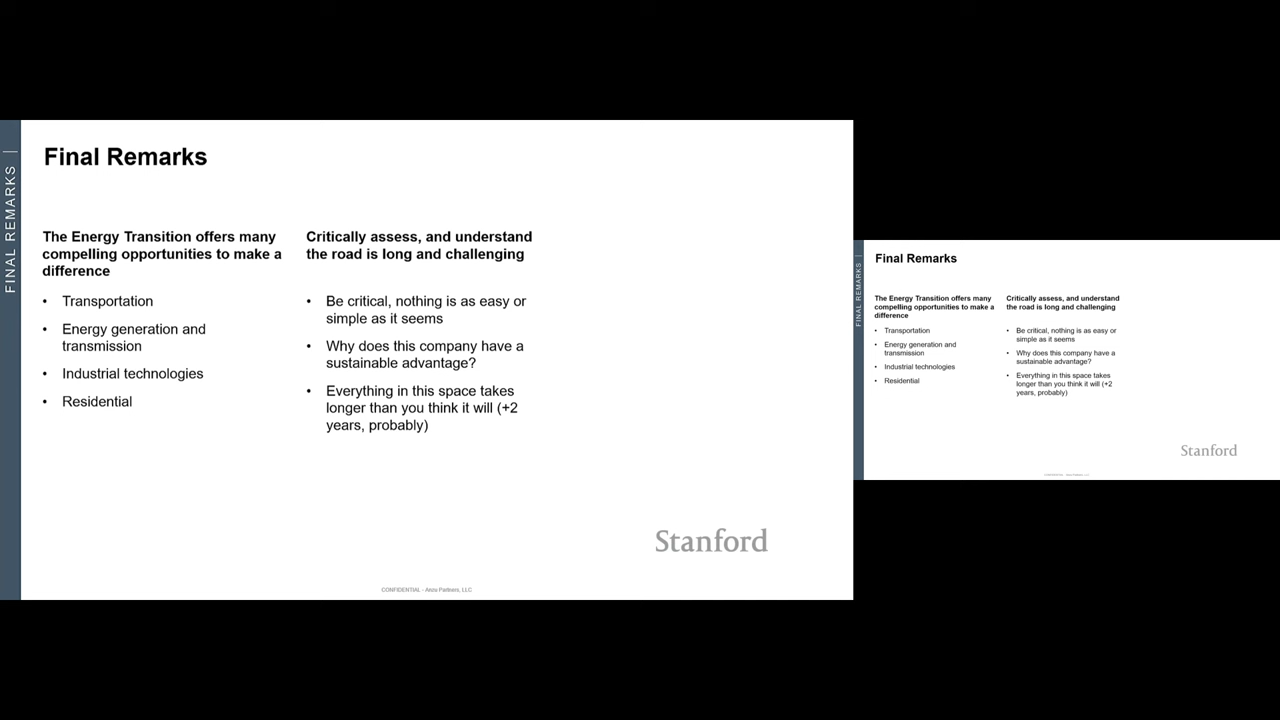 FINAL REMARKS
Final Remarks
The Energy Transition offers many
compelling opportunities to make a
difference
• Transportation
• Energy generation and
transmission
• Industrial technologies
• Residential
Critically assess, and understand
the road is long and challenging
• Be critical, nothing is as easy or
simple as it seems
• Why does this company have a
sustainable advantage?
• Everything in this space takes
longer than you think it will (+2
years, probably)
Stanford
CONFIDENTIAL - Anzu Partners, LLC
FINAL REMARKS
Final Remarks
The Energy Transition offers many
compelling opportunities to make a
difference
• Transportation
• Energy generation and
transmission
• Industrial technologies
• Residential
Critically assess, and understand
the road is long and challenging
• Be critical, nothing is as easy or
simple as it seems
• Why does this company have a
sustainable advantage?
• Everything in this space takes
longer than you think it will (+2
years, probably)
Stanford
CONFIDENTIAL - Anzu Partners, LLC